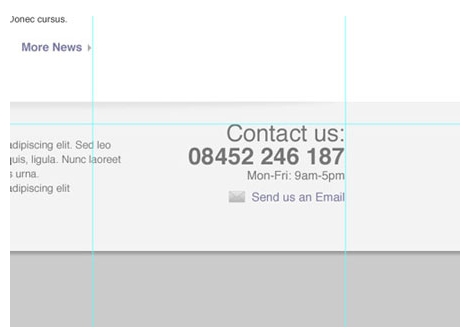 Donec cursus.
More News
adipiscing elit. Sed leo
quis, ligula. Nunc laoreet
s urna.
adipiscing elit
Contact us:
08452 246 187
Mon-Fri: 9am-5pm
Send us an Email